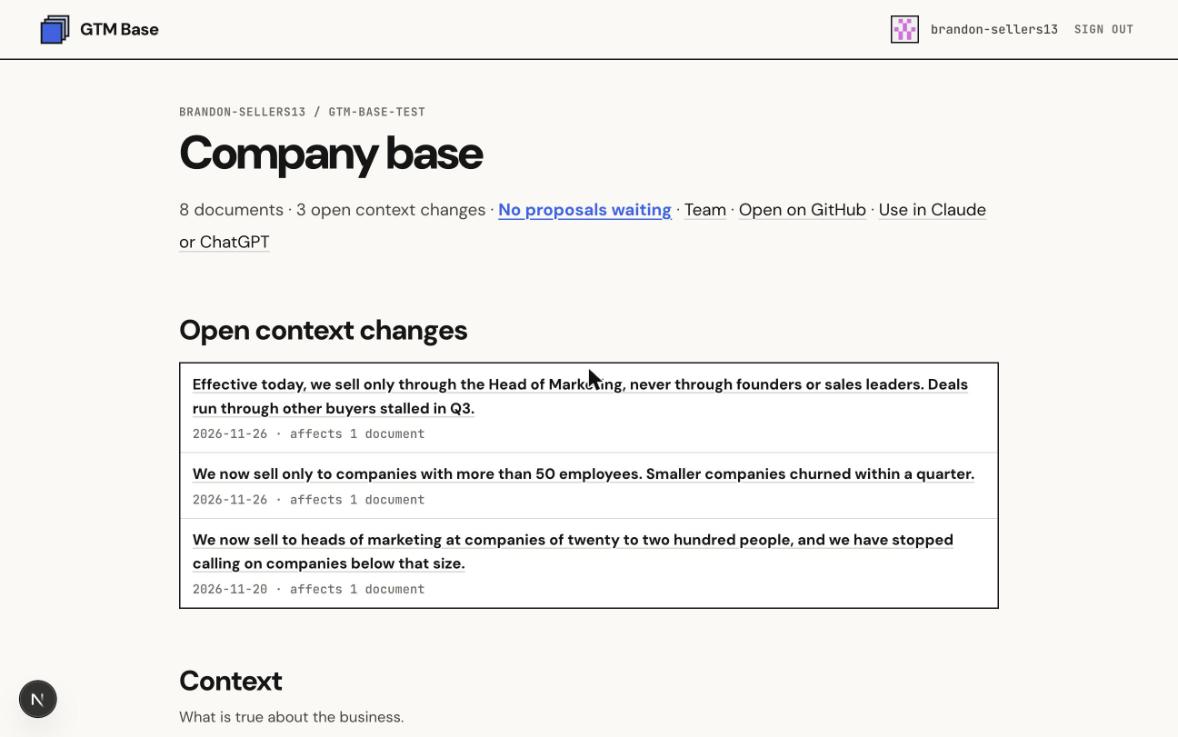 GTM Base
brandon-sellers13 SIGN OUT
BRANDON-SELLERS13 / GTM-BASE-TEST
Company base
8 documents · 3 open context changes · No proposals waiting · Team · Open on GitHub · Use in Claude
or ChatGPT
Open context changes
Effective today, we sell only through the Head of Marketing, never through founders or sales leaders. Deals
run through other buyers stalled in Q3.
2026-11-26 · affects 1 document
We now sell only to companies with more than 50 employees. Smaller companies churned within a quarter.
2026-11-26 · affects 1 document
We now sell to heads of marketing at companies of twenty to two hundred people, and we have stopped
calling on companies below that size.
2026-11-20 · affects 1 document
Context
N
What is true about the business.